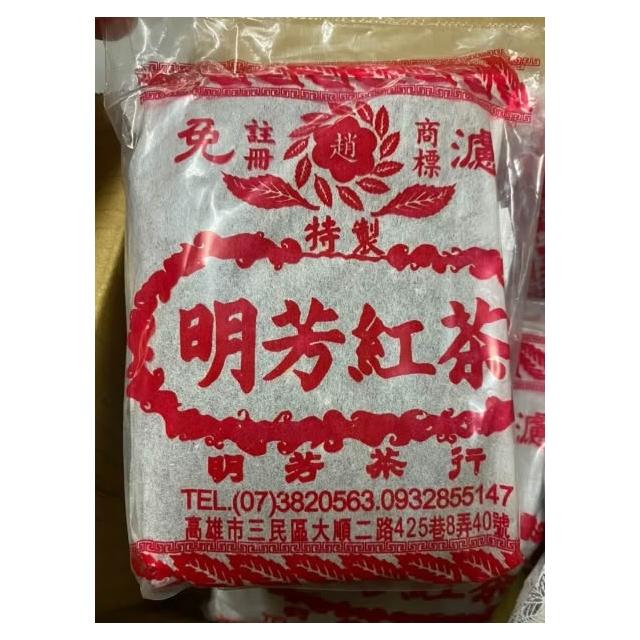 免 註冊 趙 商標 濾
特製
明芳紅茶
明芳茶行
TEL.(07)3820563.0932855147
高雄市三民區大順二路425巷8弄40號
濾